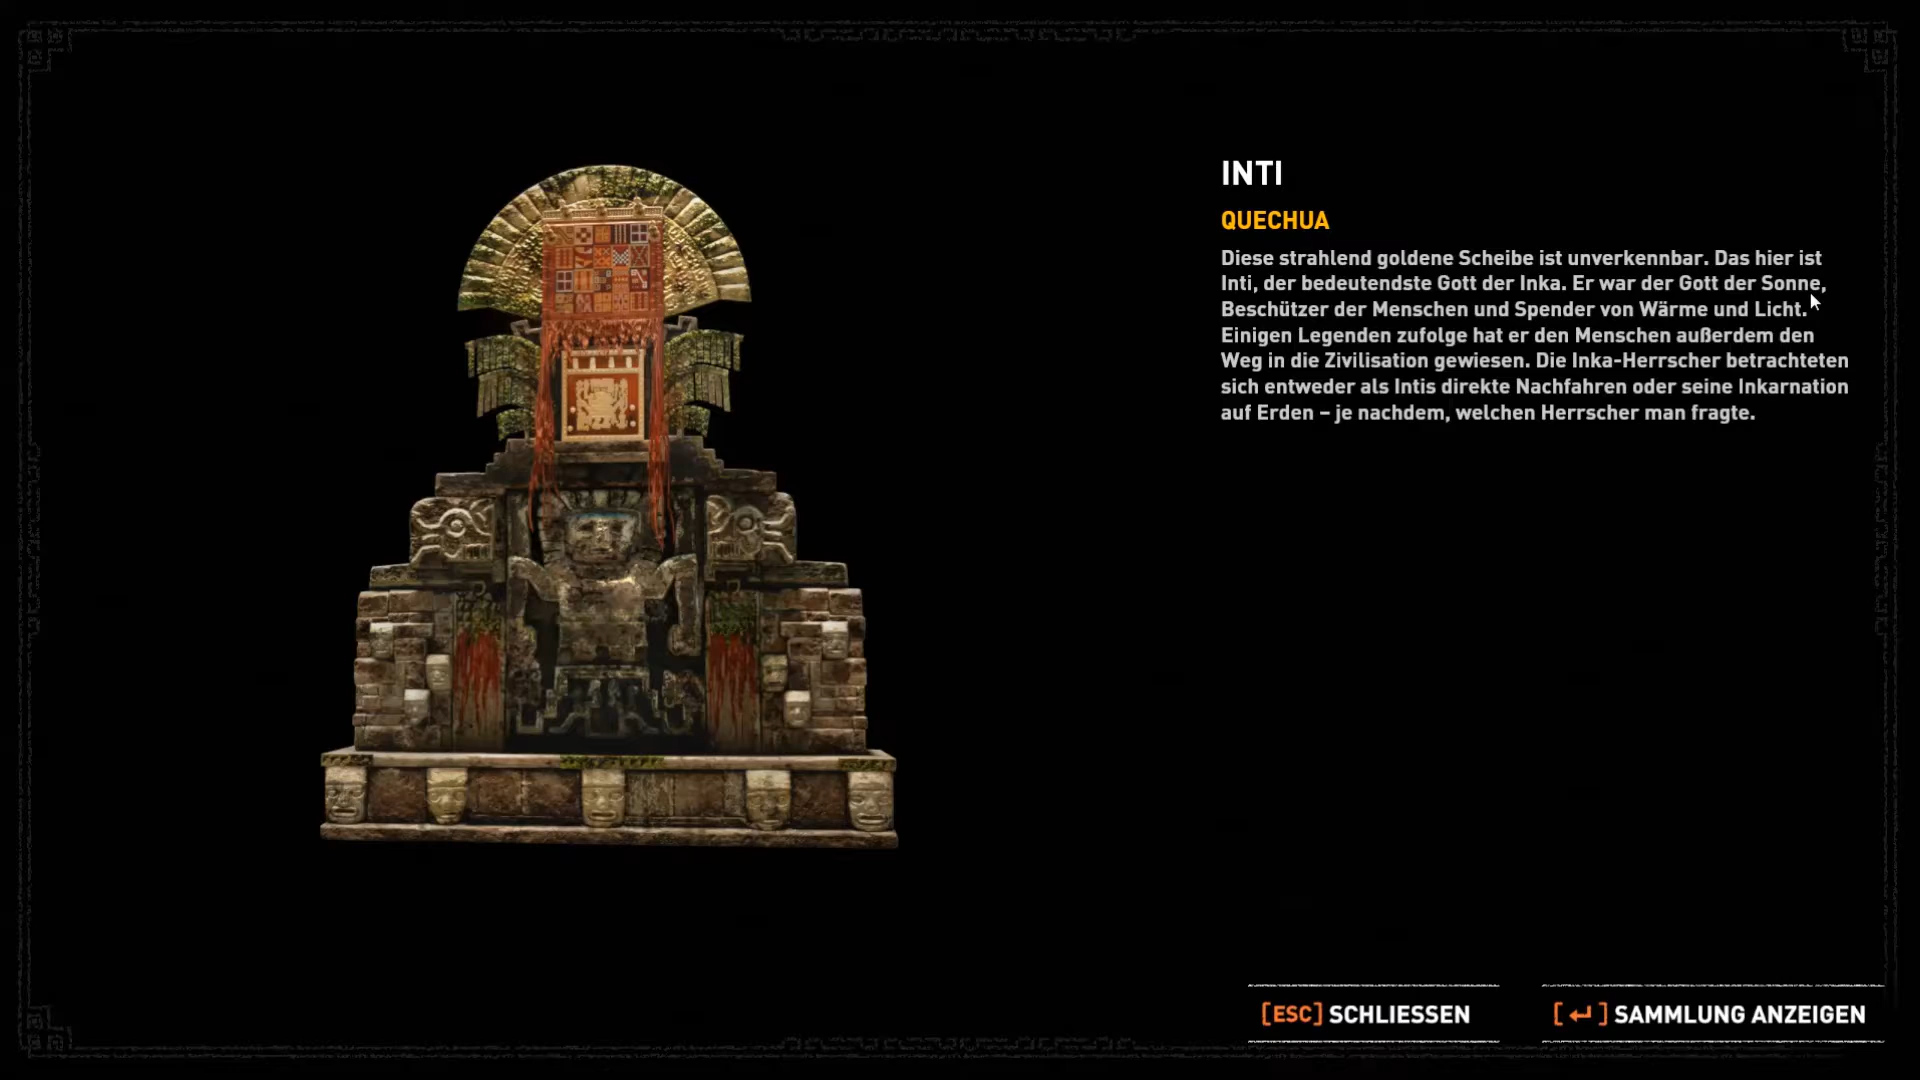 INTI
QUECHUA
Diese strahlend goldene Scheibe ist unverkennbar. Das hier ist
Inti, der bedeutendste Gott der Inka. Er war der Gott der Sonne,
Beschützer der Menschen und Spender von Wärme und Licht.
Einigen Legenden zufolge hat er den Menschen außerdem den
Weg in die Zivilisation gewiesen. Die Inka-Herrscher betrachteten
sich entweder als Intis direkte Nachfahren oder seine Inkarnation
auf Erden – je nachdem, welchen Herrscher man fragte.
[ESC] SCHLIESSEN
[↵] SAMMLUNG ANZEIGEN